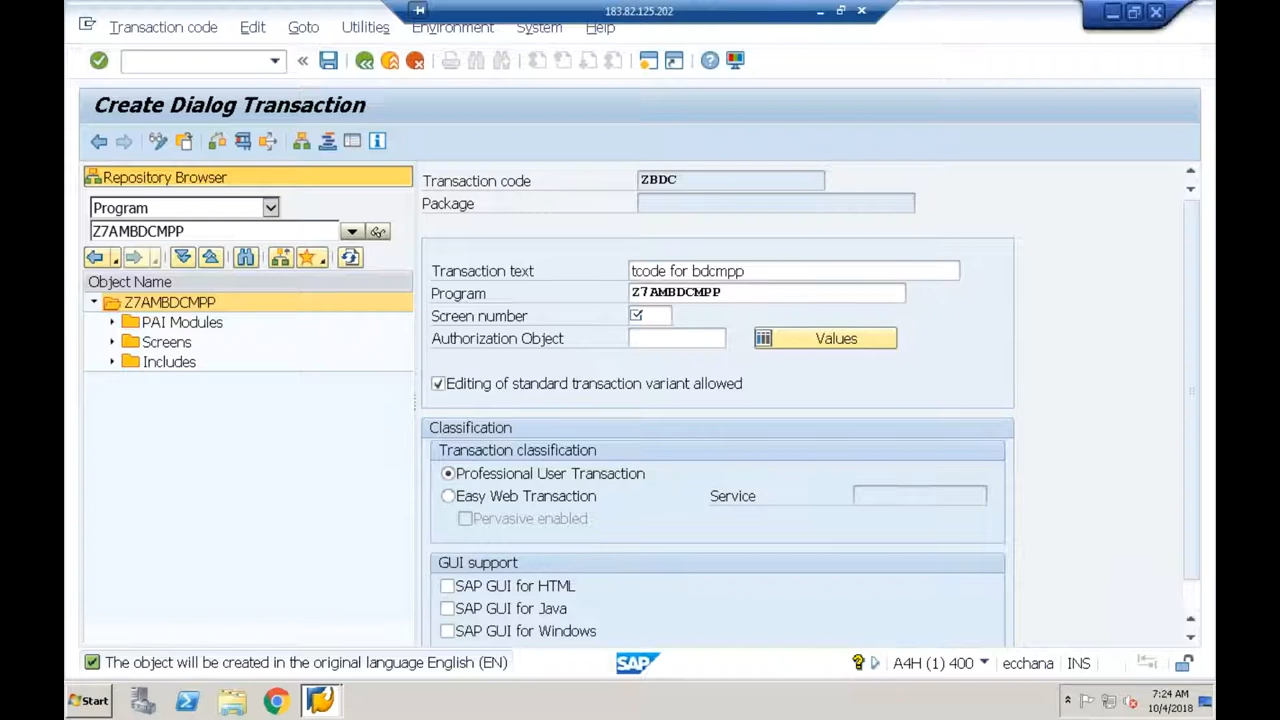 183.82.125.202
Transaction code Edit Goto Utilities Environment System Help
Create Dialog Transaction
Repository Browser
Program
Z7AMBDCMPP
Object Name
Z7AMBDCMPP
PAI Modules
Screens
Includes
Transaction code ZBDC
Package
Transaction text tcode for bdcmpp
Program Z7AMBDCMPP
Screen number
Authorization Object Values
Editing of standard transaction variant allowed
Classification
Transaction classification
Professional User Transaction
Easy Web Transaction Service
Pervasive enabled
GUI support
SAP GUI for HTML
SAP GUI for Java
SAP GUI for Windows
The object will be created in the original language English (EN) SAP A4H (1) 400 ecchana INS
Start 7:24 AM
10/4/2018